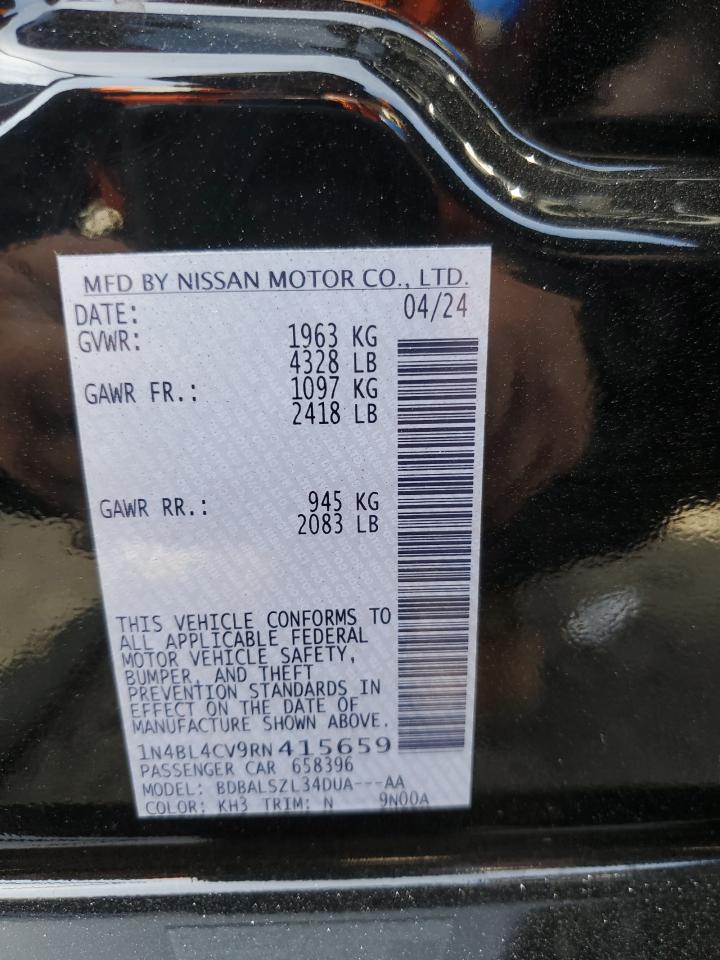 MFD BY NISSAN MOTOR CO., LTD.
DATE: 04/24
GVWR: 1963 KG
4328 LB
GAWR FR.: 1097 KG
2418 LB
GAWR RR.: 945 KG
2083 LB
THIS VEHICLE CONFORMS TO
ALL APPLICABLE FEDERAL
MOTOR VEHICLE SAFETY,
BUMPER, AND THEFT
PREVENTION STANDARDS IN
EFFECT ON THE DATE OF
MANUFACTURE SHOWN ABOVE.
1N4BL4CV9RN415659
PASSENGER CAR 658396
MODEL: BDBALSZL34DUA---AA
COLOR: KH3 TRIM: N 9N00A